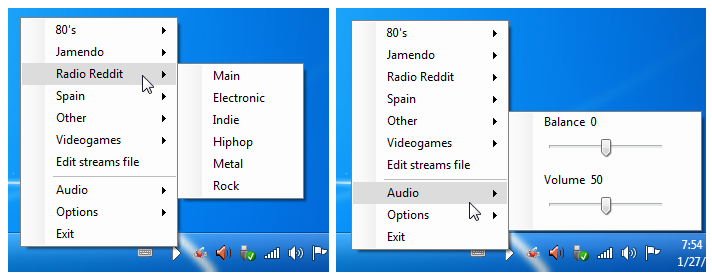 80's
Jamendo
Radio Reddit
Spain
Other
Videogames
Edit streams file
Audio
Options
Exit
Main
Electronic
Indie
Hiphop
Metal
Rock
80's
Jamendo
Radio Reddit
Spain
Other
Videogames
Edit streams file
Audio
Options
Exit
Balance 0
Volume 50
7:54
1/27/